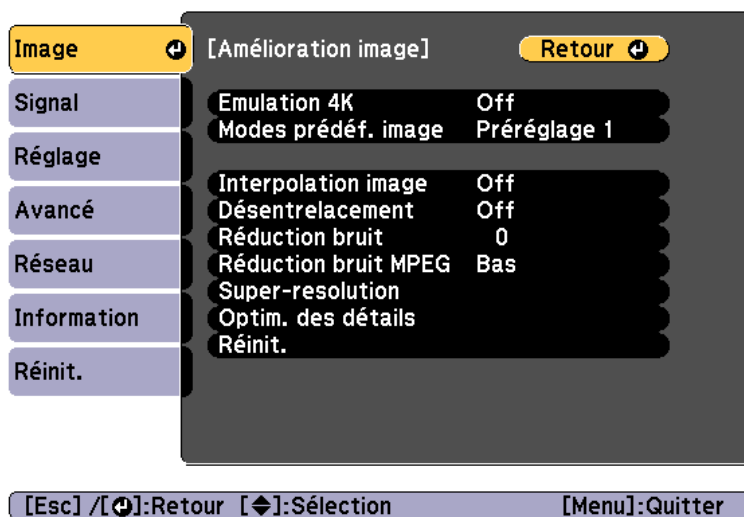 Image
Signal
Réglage
Avancé
Réseau
Information
Réinit.
[Amélioration image] Retour
Emulation 4K Off
Modes prédéf. image Préréglage 1
Interpolation image Off
Désentrelacement Off
Réduction bruit 0
Réduction bruit MPEG Bas
Super-resolution
Optim. des détails
Réinit.
[Esc] /[⏎]:Retour [◆]:Sélection [Menu]:Quitter